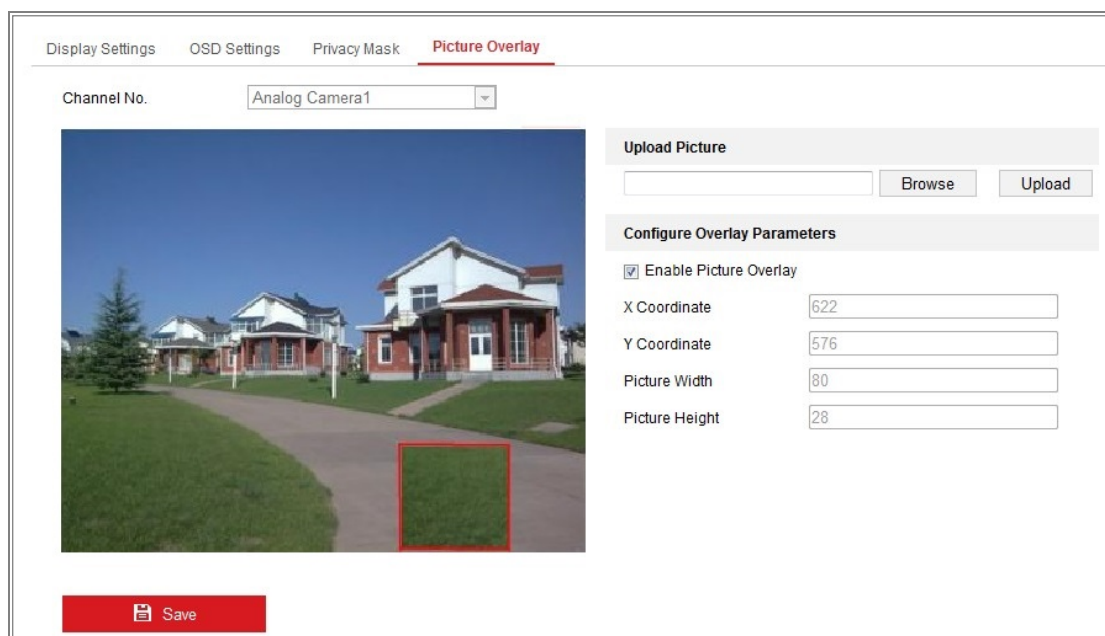 Display Settings OSD Settings Privacy Mask Picture Overlay
Channel No. Analog Camera1
Upload Picture
Browse Upload
Configure Overlay Parameters
Enable Picture Overlay
X Coordinate 622
Y Coordinate 576
Picture Width 80
Picture Height 28
Save